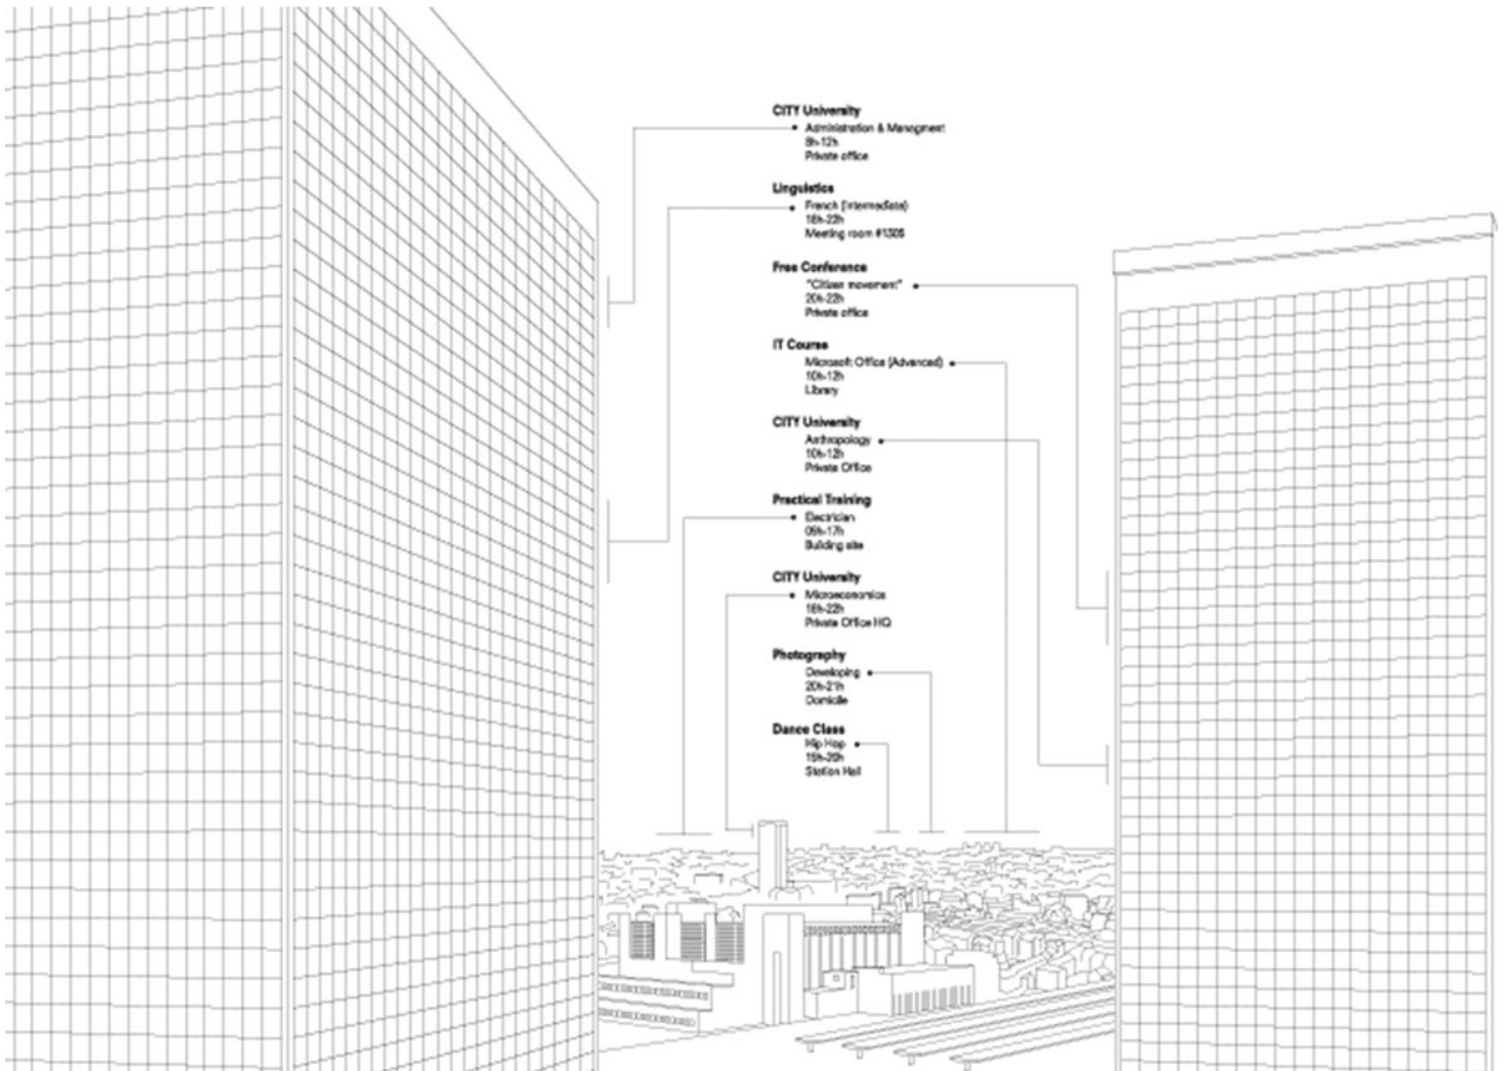 CITY University
Administration & Managment
8h-12h
Private office
Linguistics
French (Intermediate)
18h-22h
Meeting room
Free Conference
"Citizen movement"
20h-22h
Private office
IT Course
Microsoft Office (Advanced)
10h-12h
Library
CITY University
Anthropology
10h-12h
Private Office
Practical Training
Electrician
09h-17h
Building site
CITY University
Microeconomics
18h-22h
Private Office HQ
Photography
Developing
20h-21h
Domicile
Dance Class
Hip Hop
Station Hall